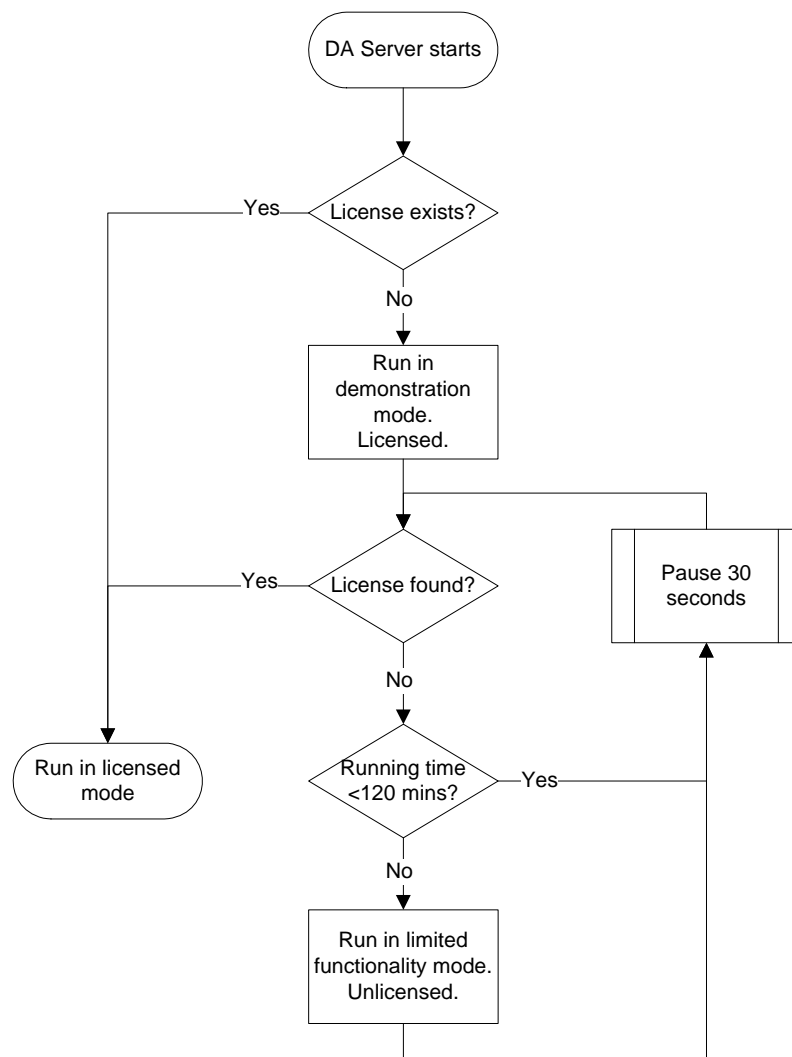 DA Server starts
Yes
License exists?
No
Run in
demonstration
mode.
Licensed.
Yes
License found?
Pause 30
seconds
No
Run in licensed
mode
Running time
<120 mins?
Yes
No
Run in limited
functionality mode.
Unlicensed.